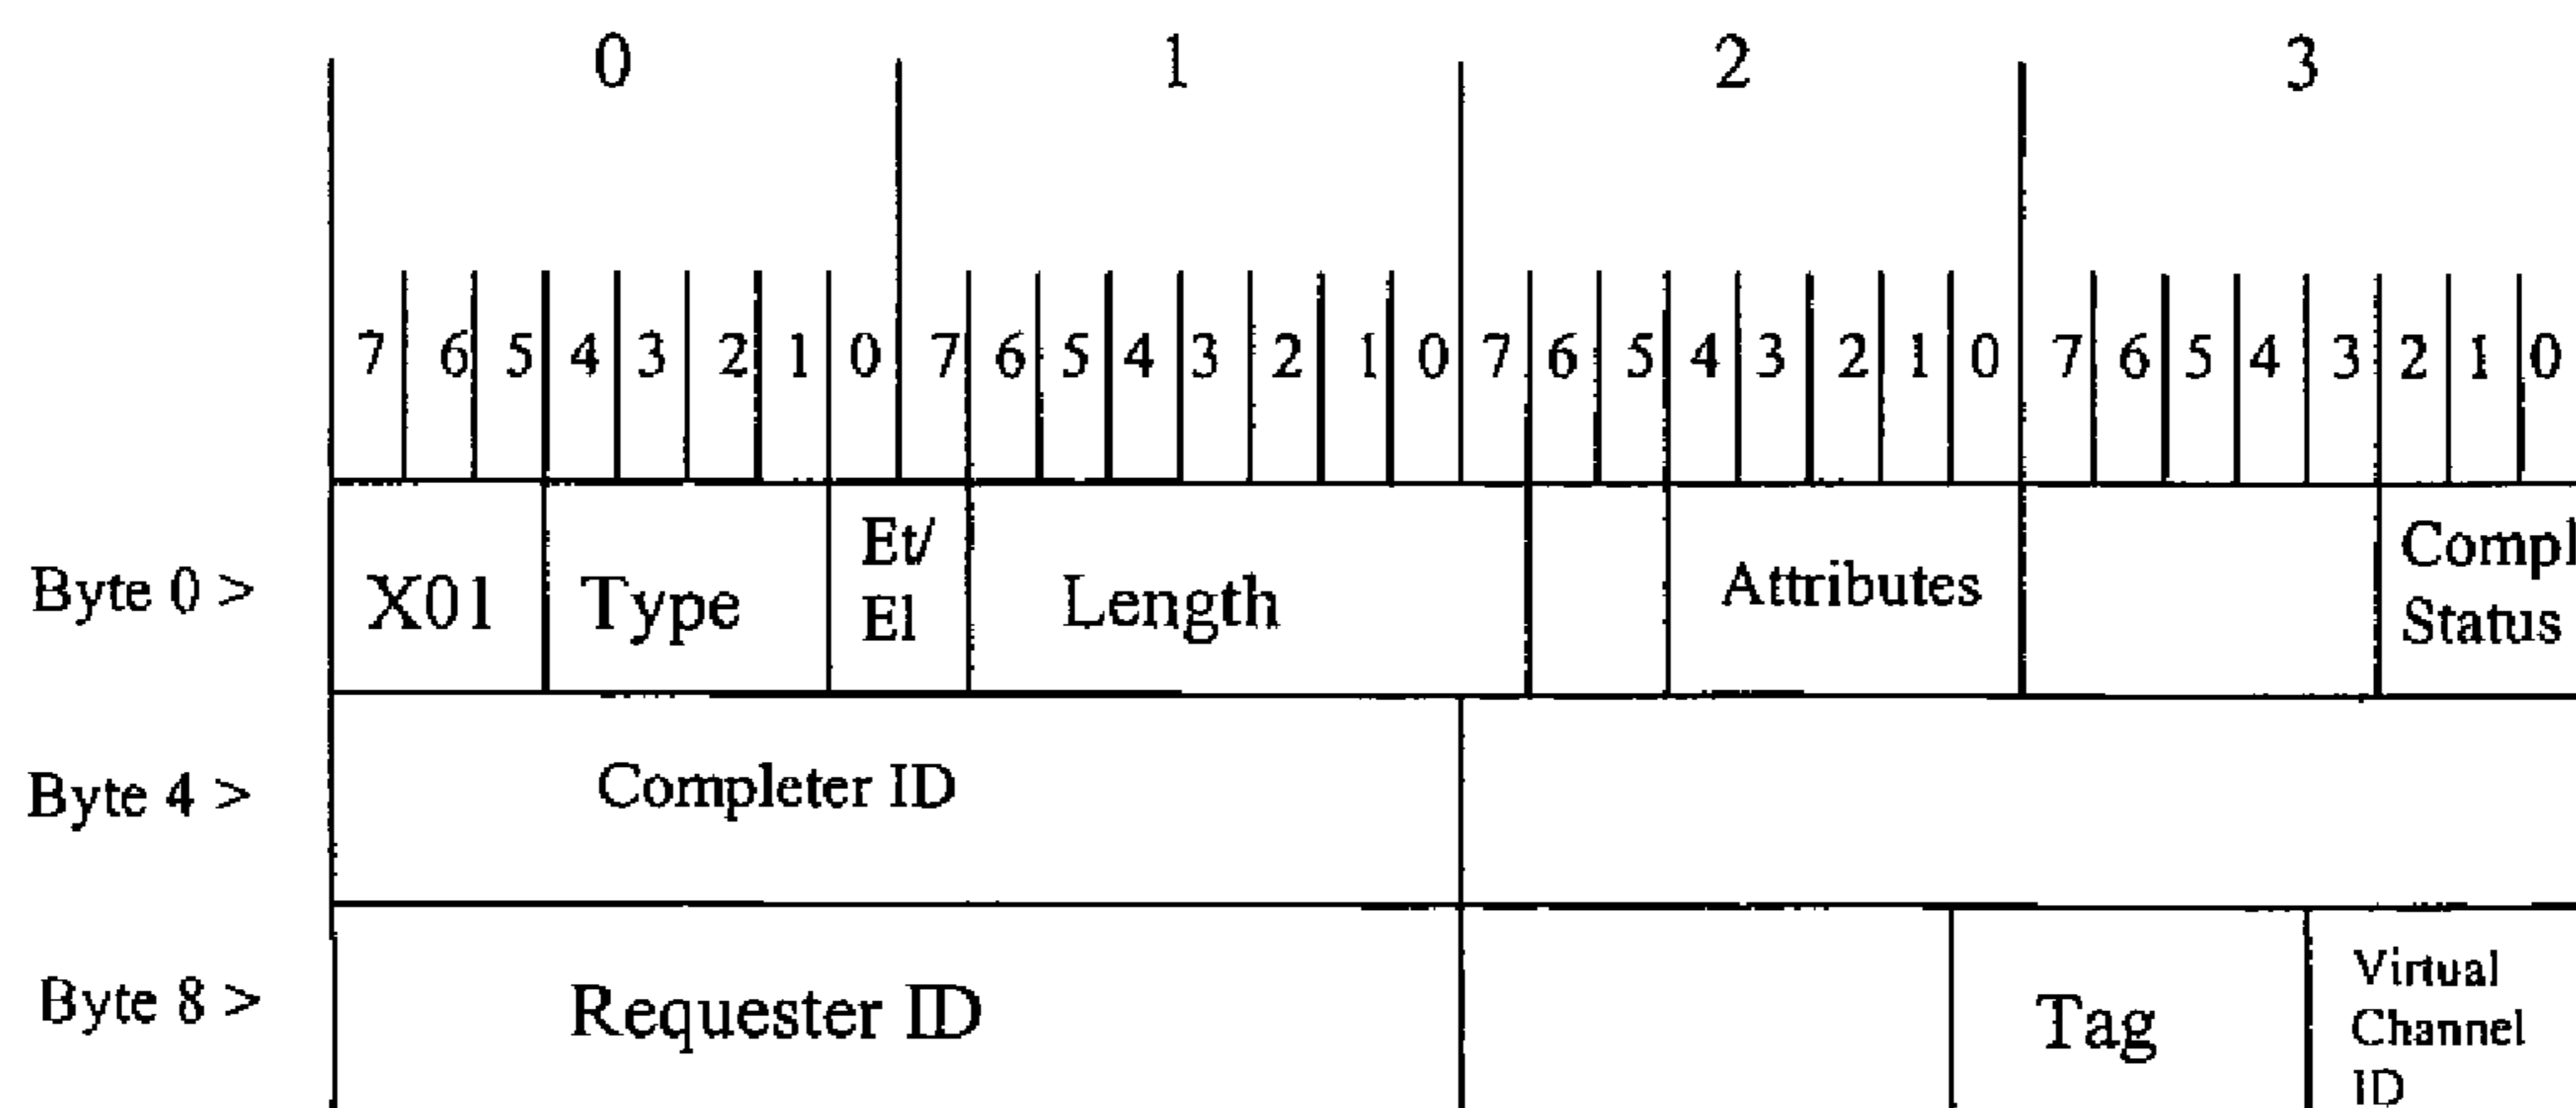 0 1 2 3
7 6 5 4 3 2 1 0 7 6 5 4 3 2 1 0 7 6 5 4 3 2 1 0 7 6 5 4 3 2 1 0
Byte 0 > X01 Type Et/ El Length Attributes Compl Status
Byte 4 > Completer ID
Byte 8 > Requester ID Tag Virtual Channel ID